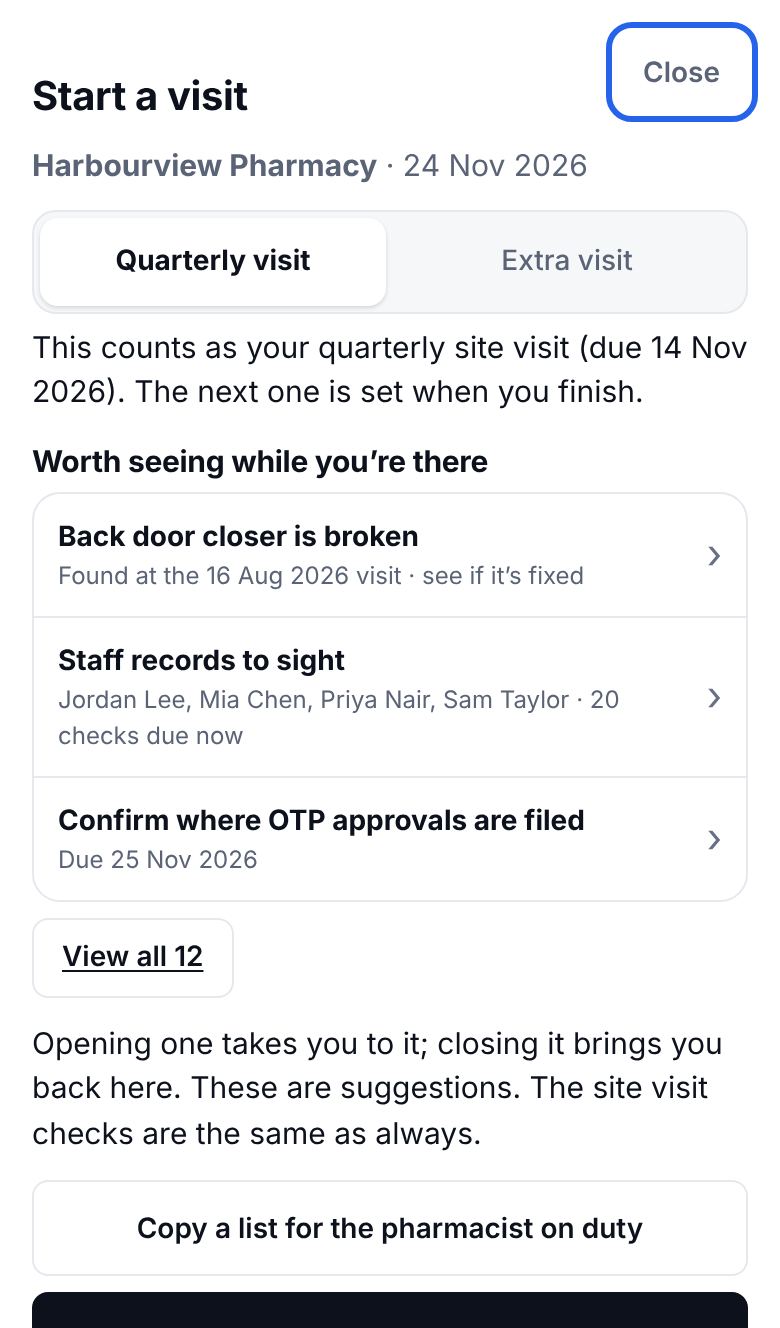 Close
Start a visit
Harbourview Pharmacy · 24 Nov 2026
Quarterly visit
Extra visit
This counts as your quarterly site visit (due 14 Nov
2026). The next one is set when you finish.
Worth seeing while you’re there
Back door closer is broken
Found at the 16 Aug 2026 visit · see if it’s fixed
Staff records to sight
Jordan Lee, Mia Chen, Priya Nair, Sam Taylor · 20
checks due now
Confirm where OTP approvals are filed
Due 25 Nov 2026
View all 12
Opening one takes you to it; closing it brings you
back here. These are suggestions. The site visit
checks are the same as always.
Copy a list for the pharmacist on duty